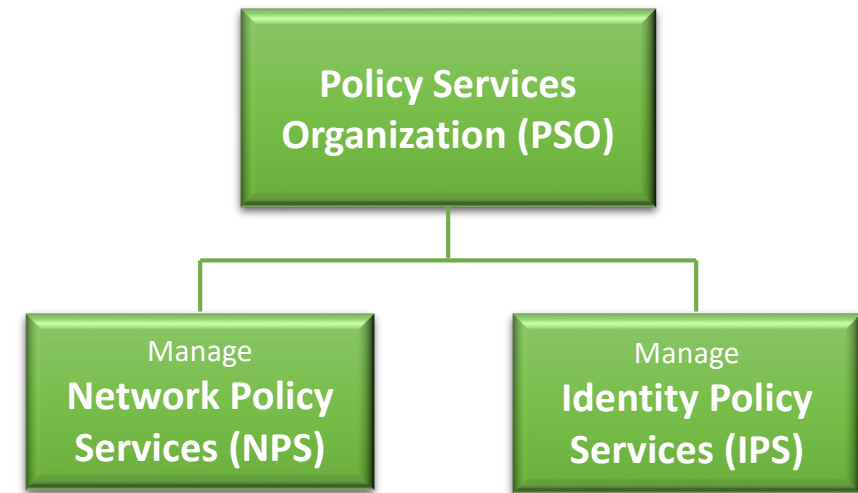 Policy Services
Organization (PSO)
Manage
Network Policy
Services (NPS)
Manage
Identity Policy
Services (IPS)